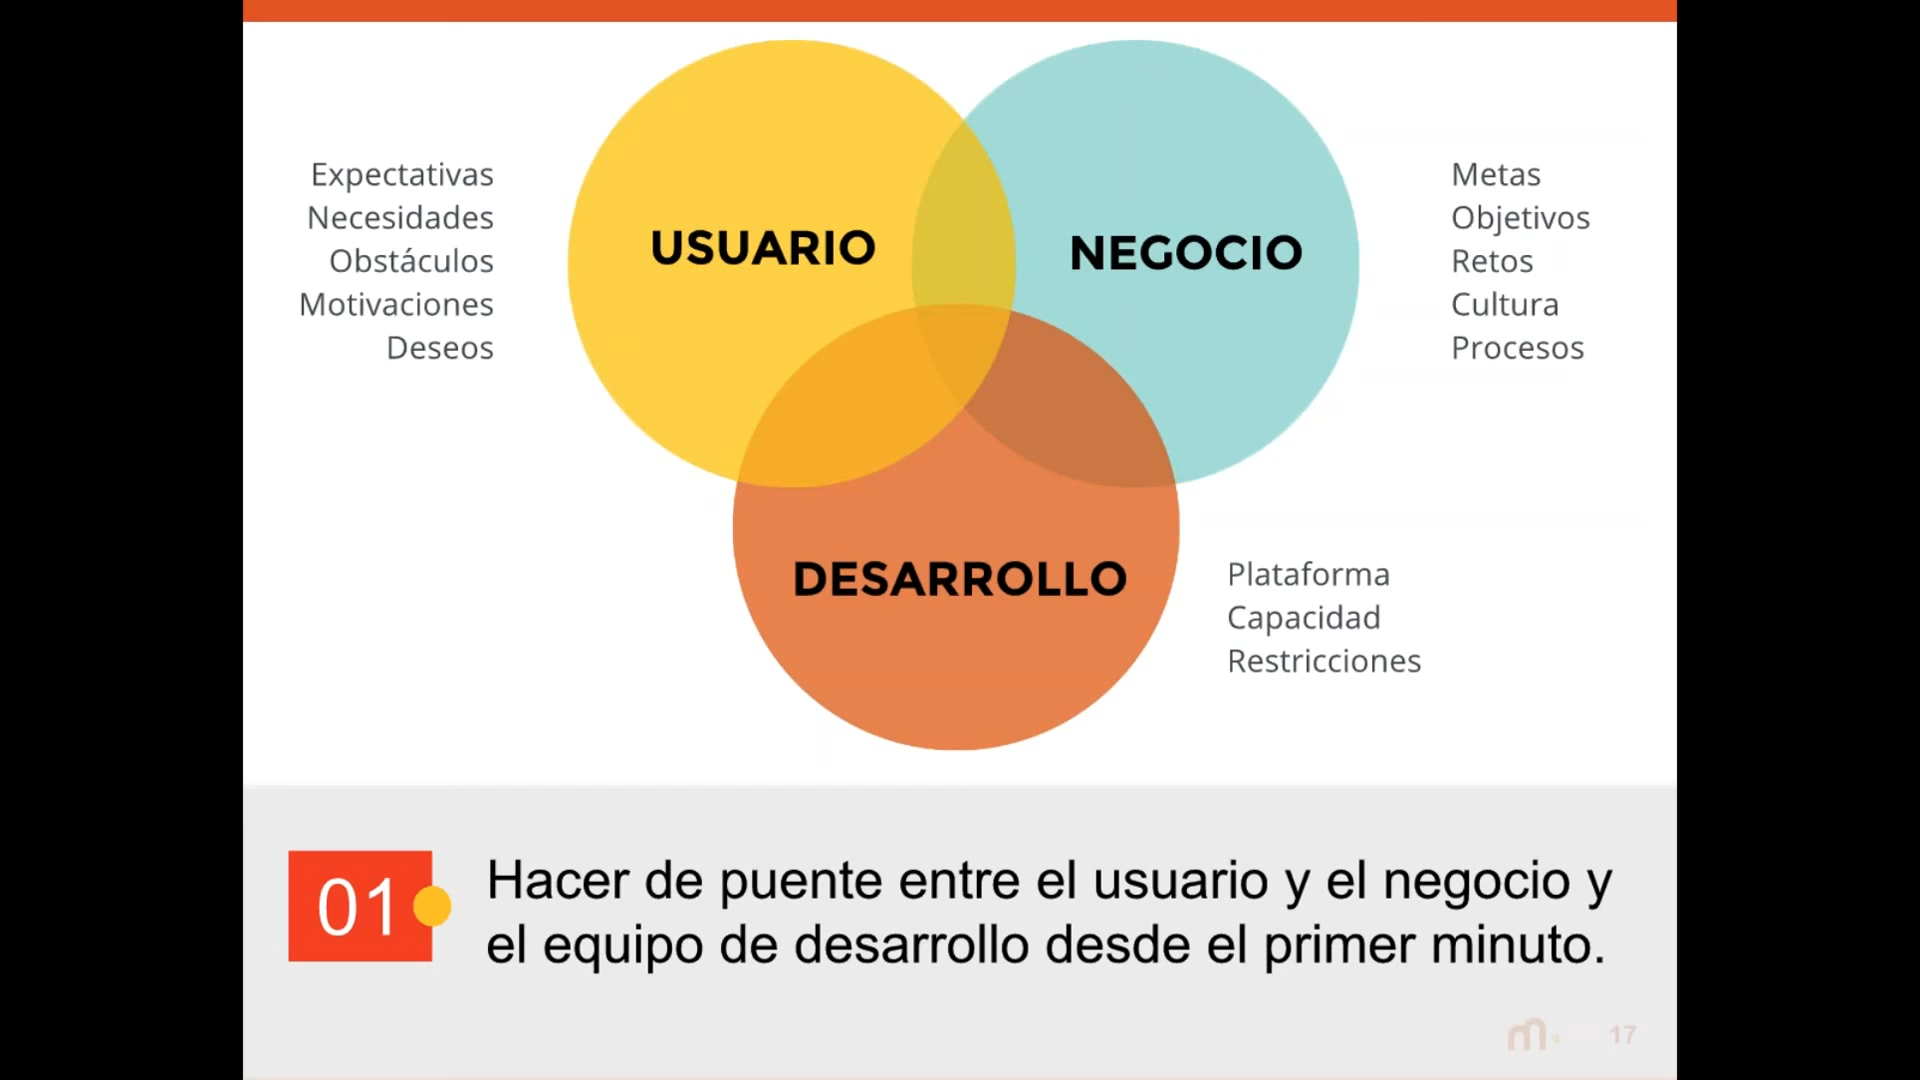 Expectativas
Necesidades
Obstáculos
Motivaciones
Deseos
USUARIO
NEGOCIO
Metas
Objetivos
Retos
Cultura
Procesos
DESARROLLO
Plataforma
Capacidad
Restricciones
01
Hacer de puente entre el usuario y el negocio y
el equipo de desarrollo desde el primer minuto.
m.
17